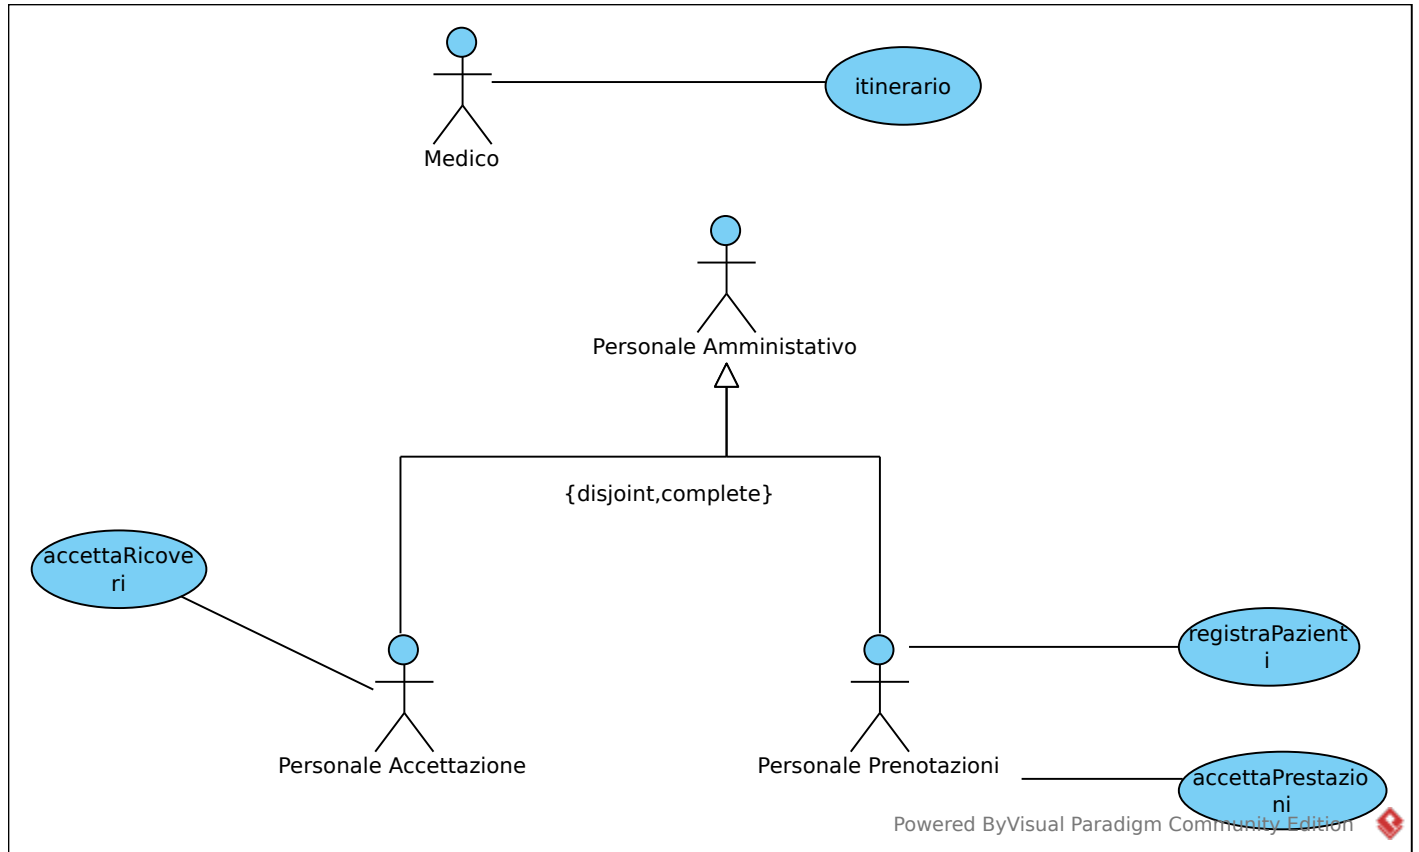 itinerario
Medico
Personale Amministativo
{disjoint,complete}
accettaRicove
ri
registraPazient
i
Personale Accettazione
Personale Prenotazioni
accettaPrestazio
ni
Powered ByVisual Paradigm Community Edition